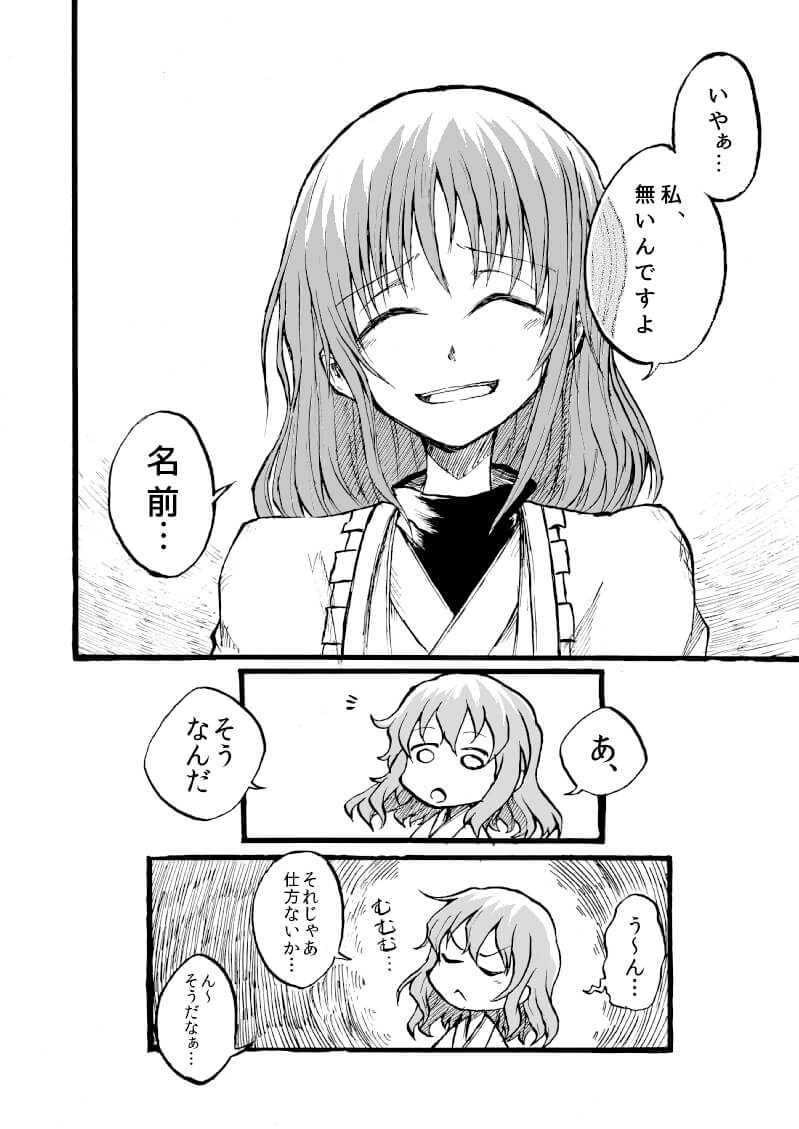 いやぁ…
私、
無いんですよ
名前…
あ、
そう
なんだ
う〜ん…
むむむ…
それじゃあ
仕方ないか…
ん〜
そうだなぁ…